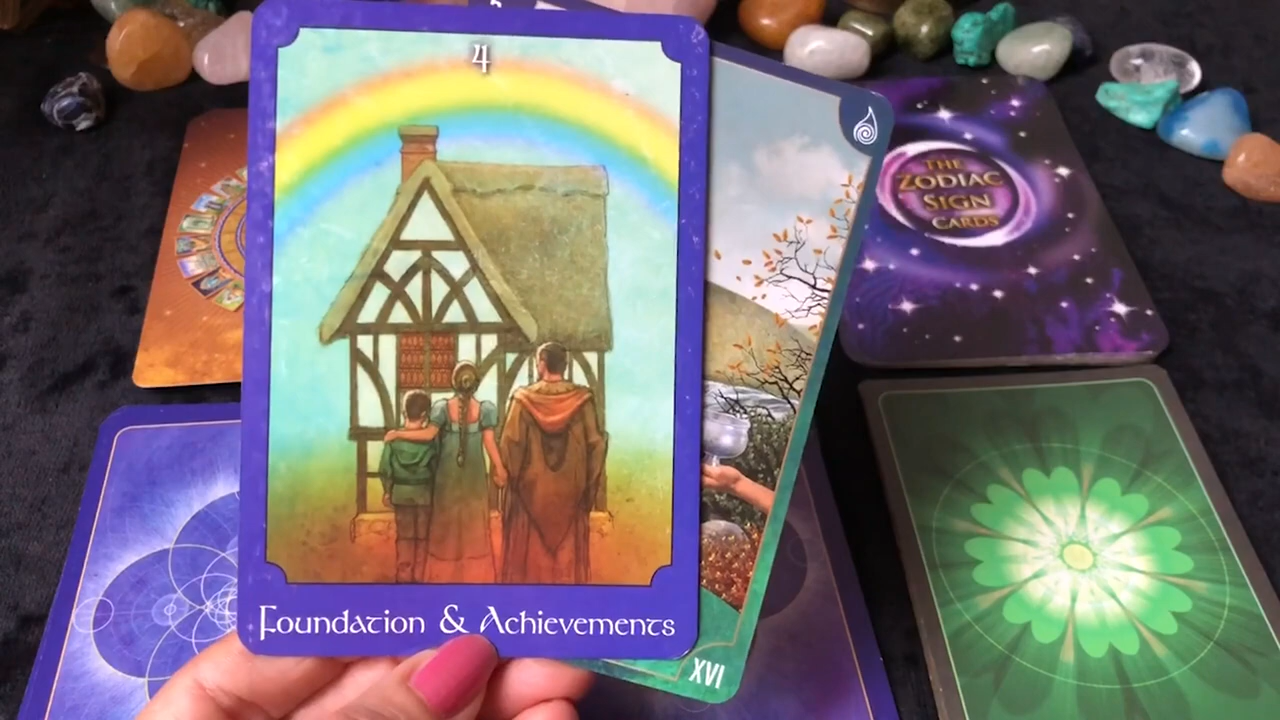 4
Foundation & Achievements
XVI
THE
ZODIAC
SIGN
CARDS